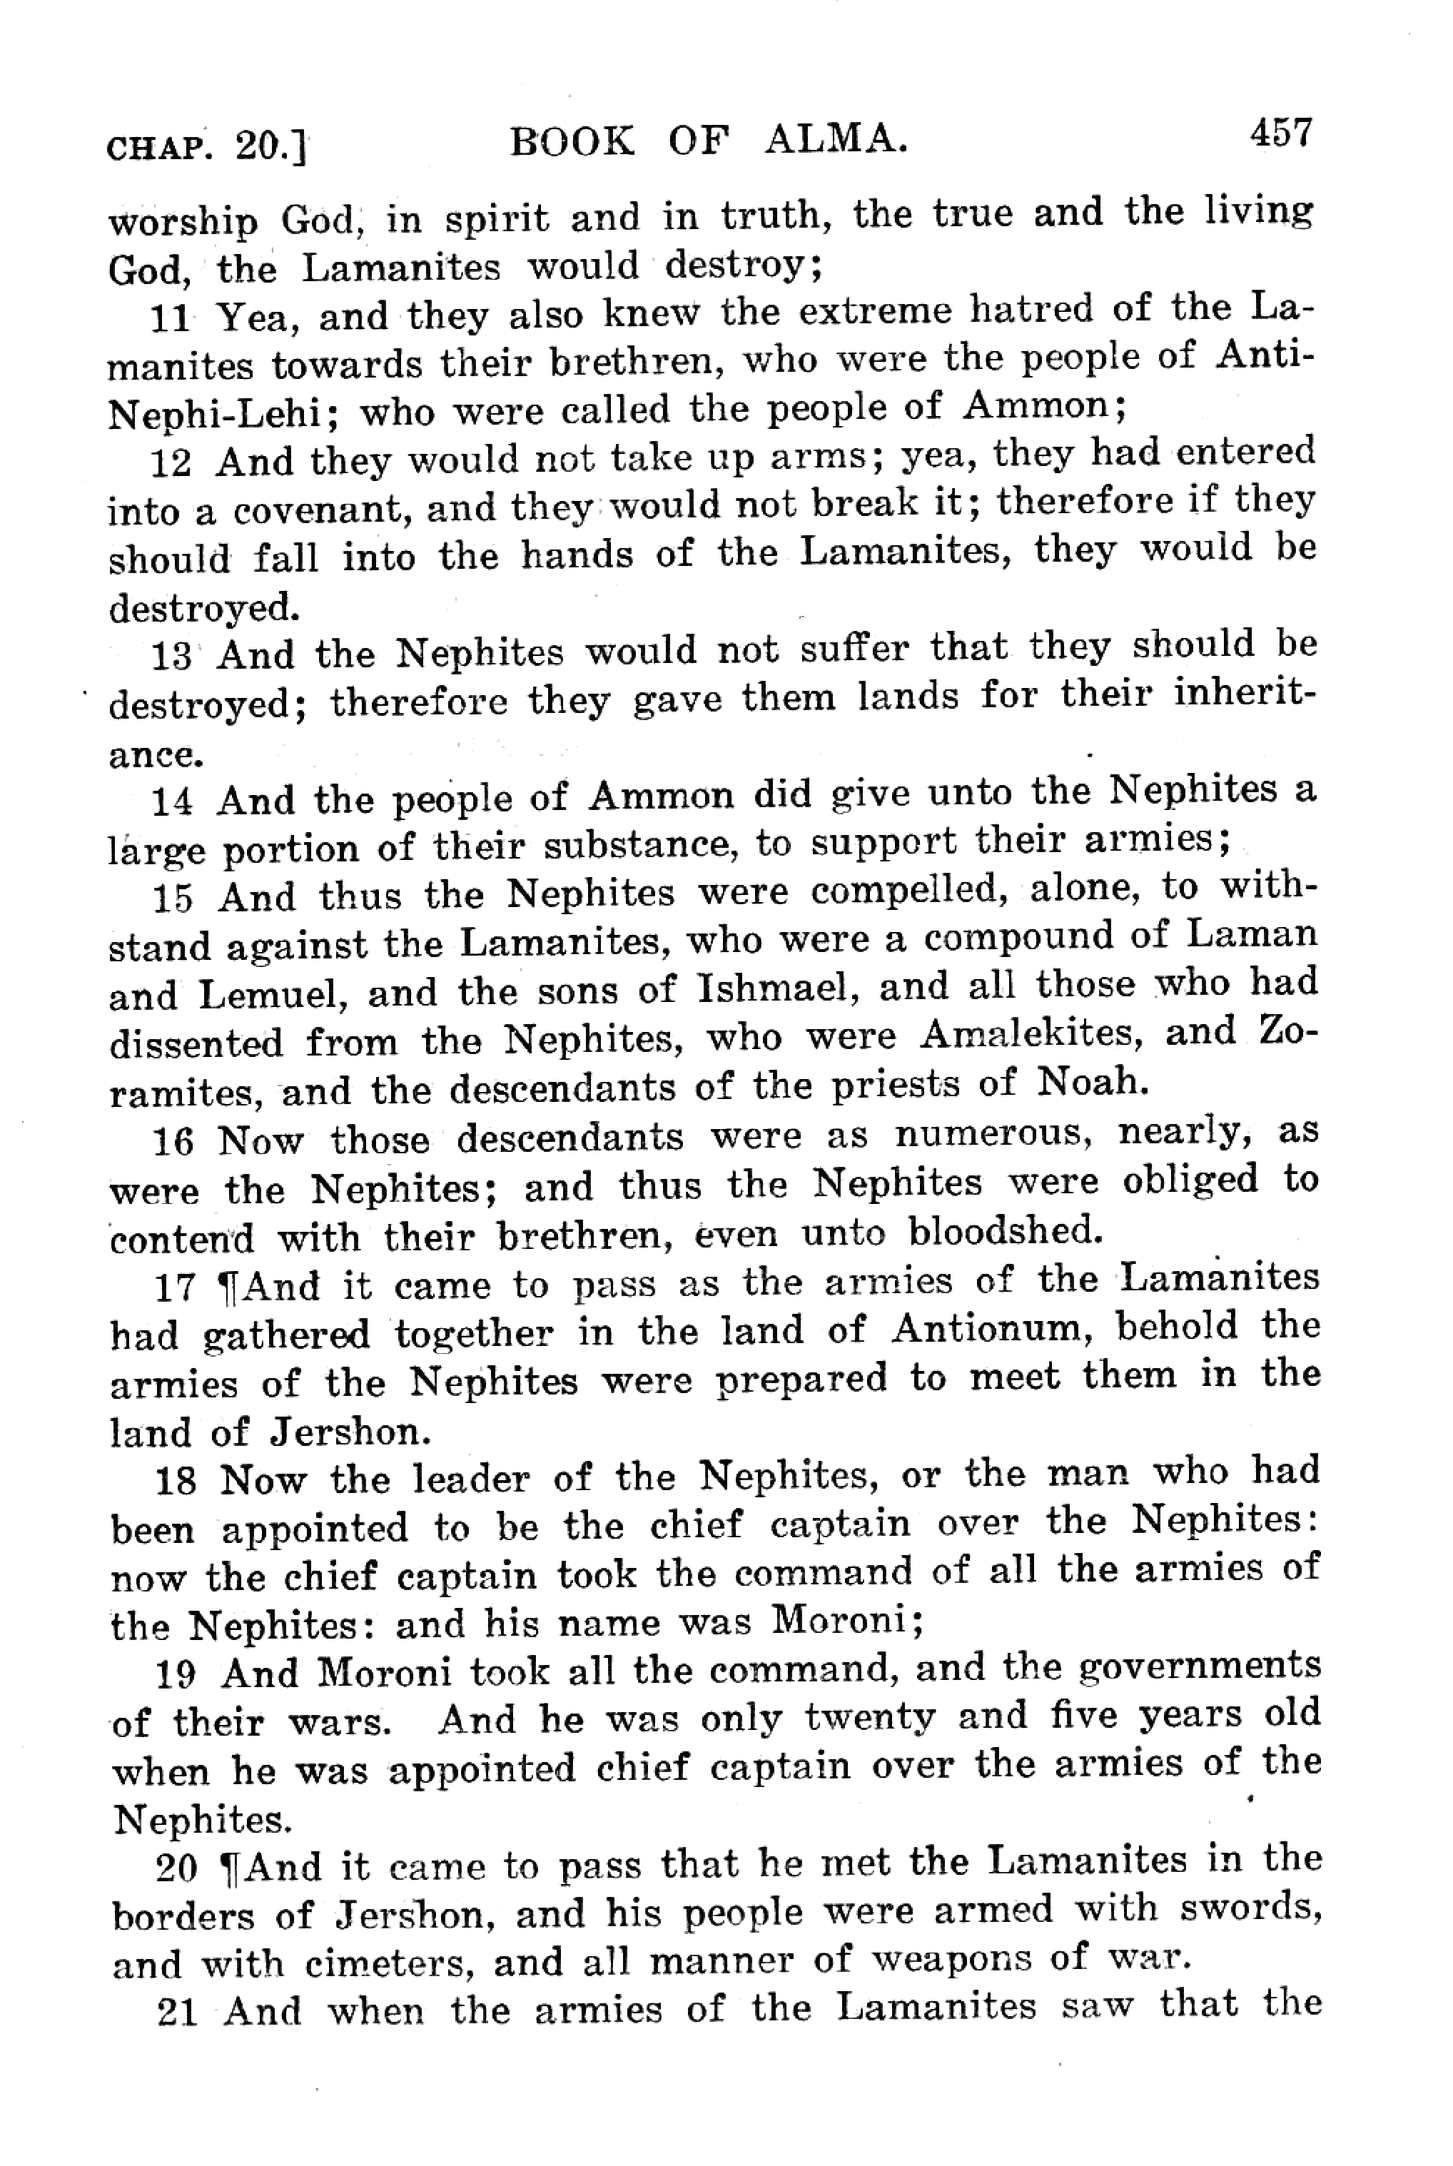 CHAP. 20.] BOOK OF ALMA. 457
worship God, in spirit and in truth, the true and the living
God, the Lamanites would destroy;
11 Yea, and they also knew the extreme hatred of the La-
manites towards their brethren, who were the people of Anti-
Nephi-Lehi; who were called the people of Ammon;
12 And they would not take up arms; yea, they had entered
into a covenant, and they would not break it; therefore if they
should fall into the hands of the Lamanites, they would be
destroyed.
13 And the Nephites would not suffer that they should be
destroyed; therefore they gave them lands for their inherit-
ance.
14 And the people of Ammon did give unto the Nephites a
large portion of their substance, to support their armies;
15 And thus the Nephites were compelled, alone, to with-
stand against the Lamanites, who were a compound of Laman
and Lemuel, and the sons of Ishmael, and all those who had
dissented from the Nephites, who were Amalekites, and Zo-
ramites, and the descendants of the priests of Noah.
16 Now those descendants were as numerous, nearly, as
were the Nephites; and thus the Nephites were obliged to
contend with their brethren, even unto bloodshed.
17 ¶And it came to pass as the armies of the Lamanites
had gathered together in the land of Antionum, behold the
armies of the Nephites were prepared to meet them in the
land of Jershon.
18 Now the leader of the Nephites, or the man who had
been appointed to be the chief captain over the Nephites:
now the chief captain took the command of all the armies of
the Nephites: and his name was Moroni;
19 And Moroni took all the command, and the governments
of their wars. And he was only twenty and five years old
when he was appointed chief captain over the armies of the
Nephites.
20 ¶And it came to pass that he met the Lamanites in the
borders of Jershon, and his people were armed with swords,
and with cimeters, and all manner of weapons of war.
21 And when the armies of the Lamanites saw that the